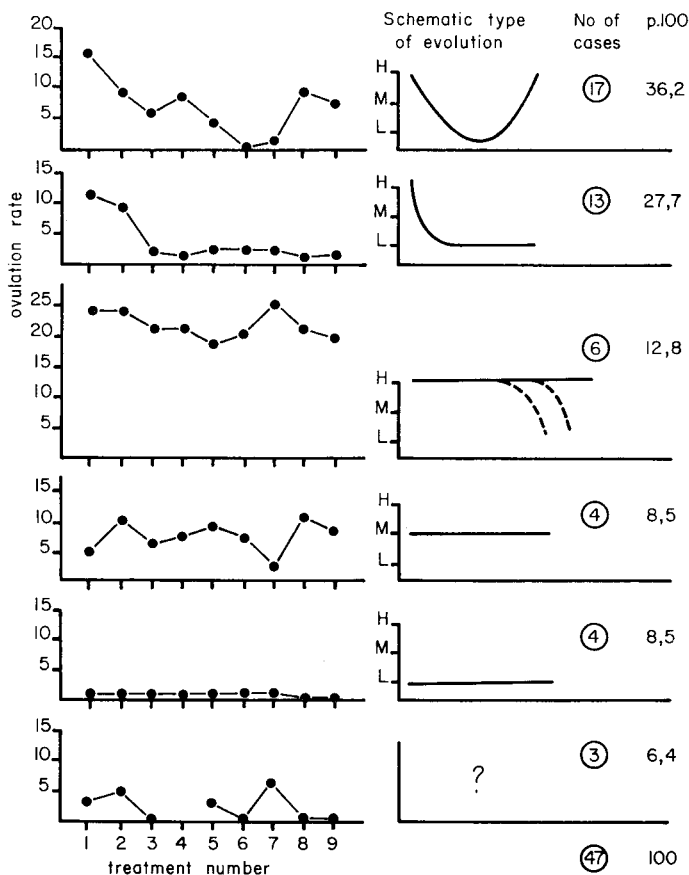 Schematic type No of p.100
of evolution cases
20
15
10
5
H
M
L
17 36,2
15
10
5
H
M
L
13 27,7
ovulation rate
25
20
15
10
5
H
M
L
6 12,8
15
10
5
H
M
L
4 8,5
15
10
5
H
M
L
4 8,5
15
10
5
?
3 6,4
1 2 3 4 5 6 7 8 9
treatment number
47 100